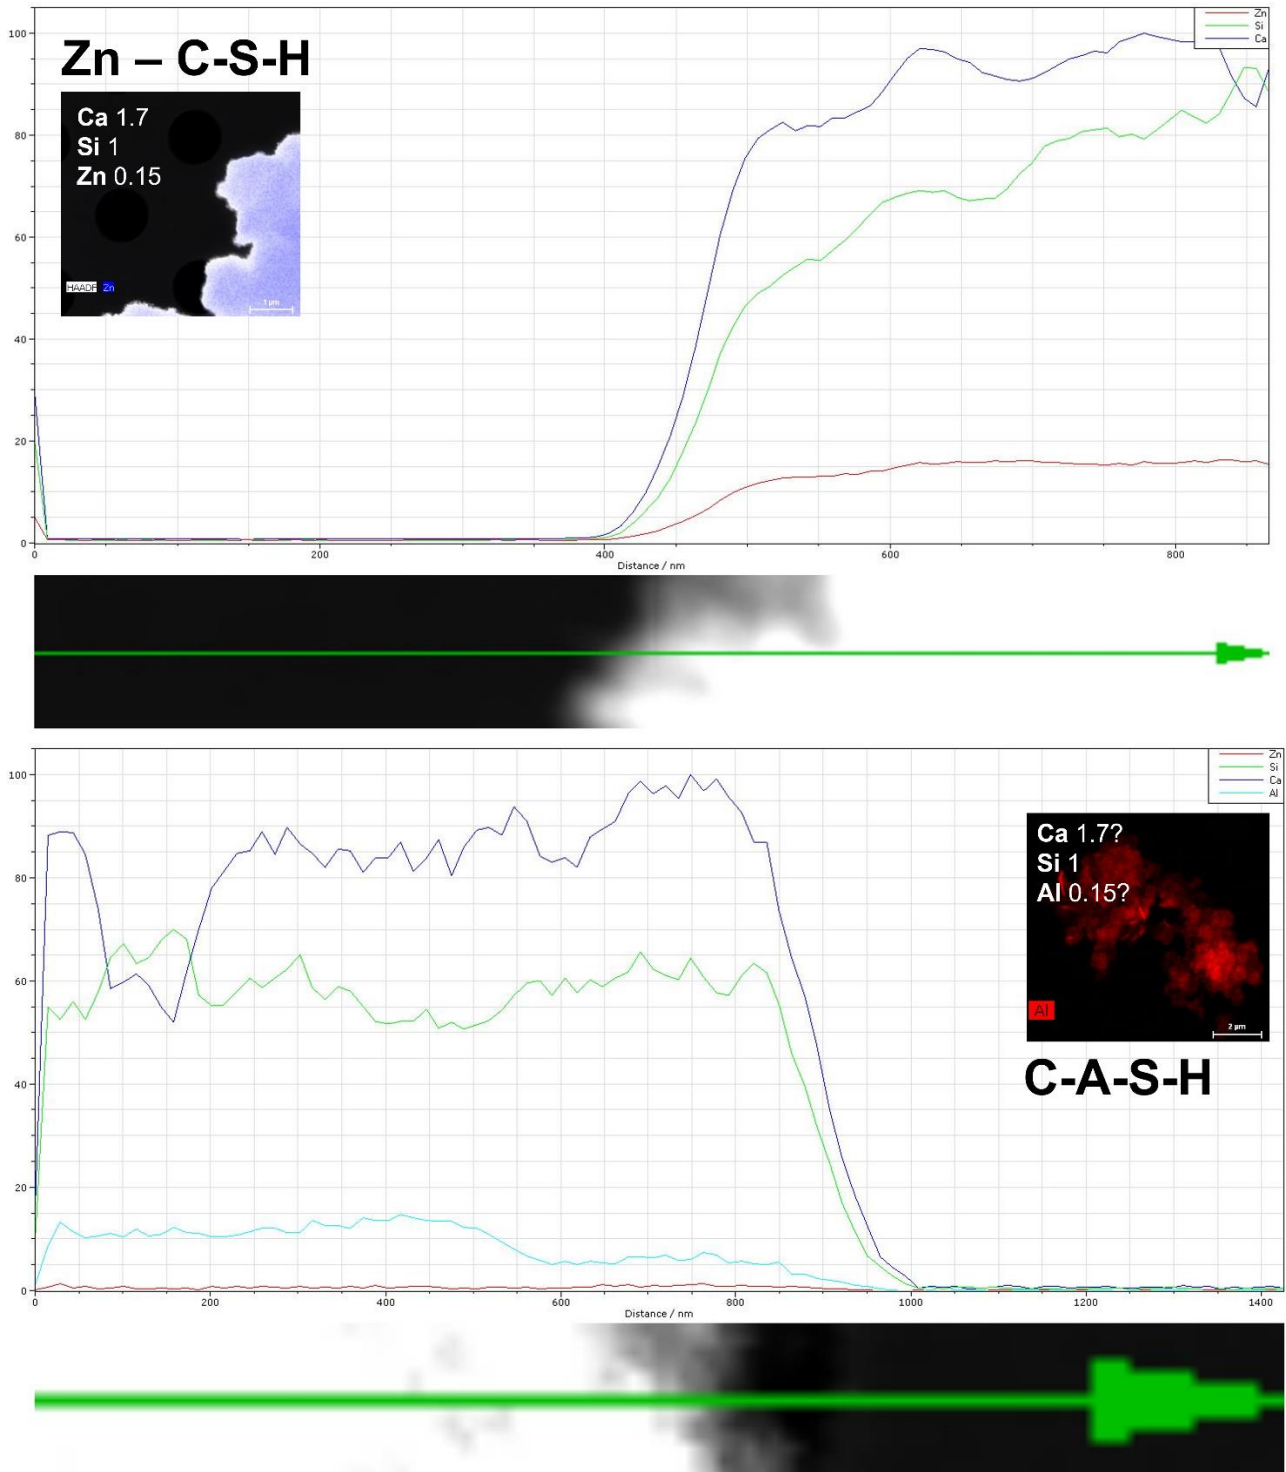 Zn
Si
Ca
Zn – C-S-H
Ca 1.7
Si 1
Zn 0.15
HAADF Zn
1 µm
100
80
60
40
20
0
0 200 400 600 800
Distance / nm
Zn
Si
Ca
Al
Ca 1.7?
Si 1
Al 0.15?
Al
2 µm
C-A-S-H
100
80
60
40
20
0
0 200 400 600 800 1000 1200 1400
Distance / nm